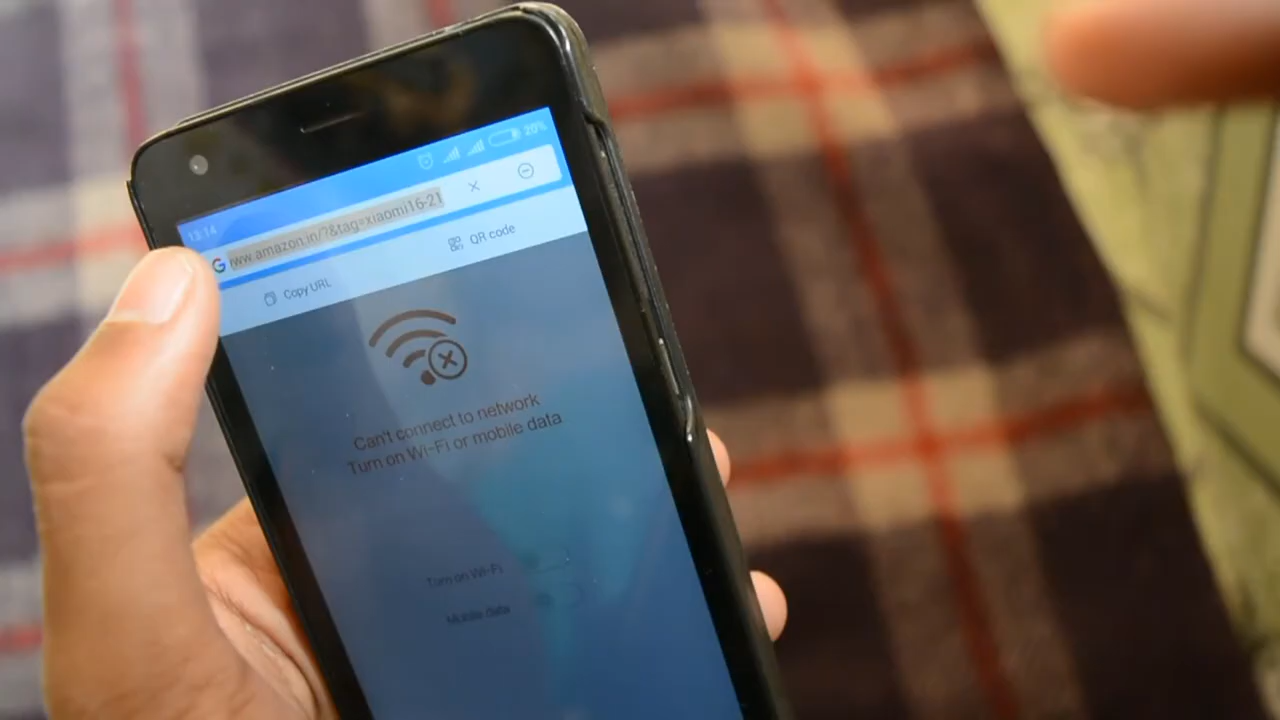 20%
13:14
www.amazon.in/?&tag=xiaomi16-21
Copy URL
QR code
Can't connect to network
Turn on Wi-Fi or mobile data
Turn on Wi-Fi
Mobile data